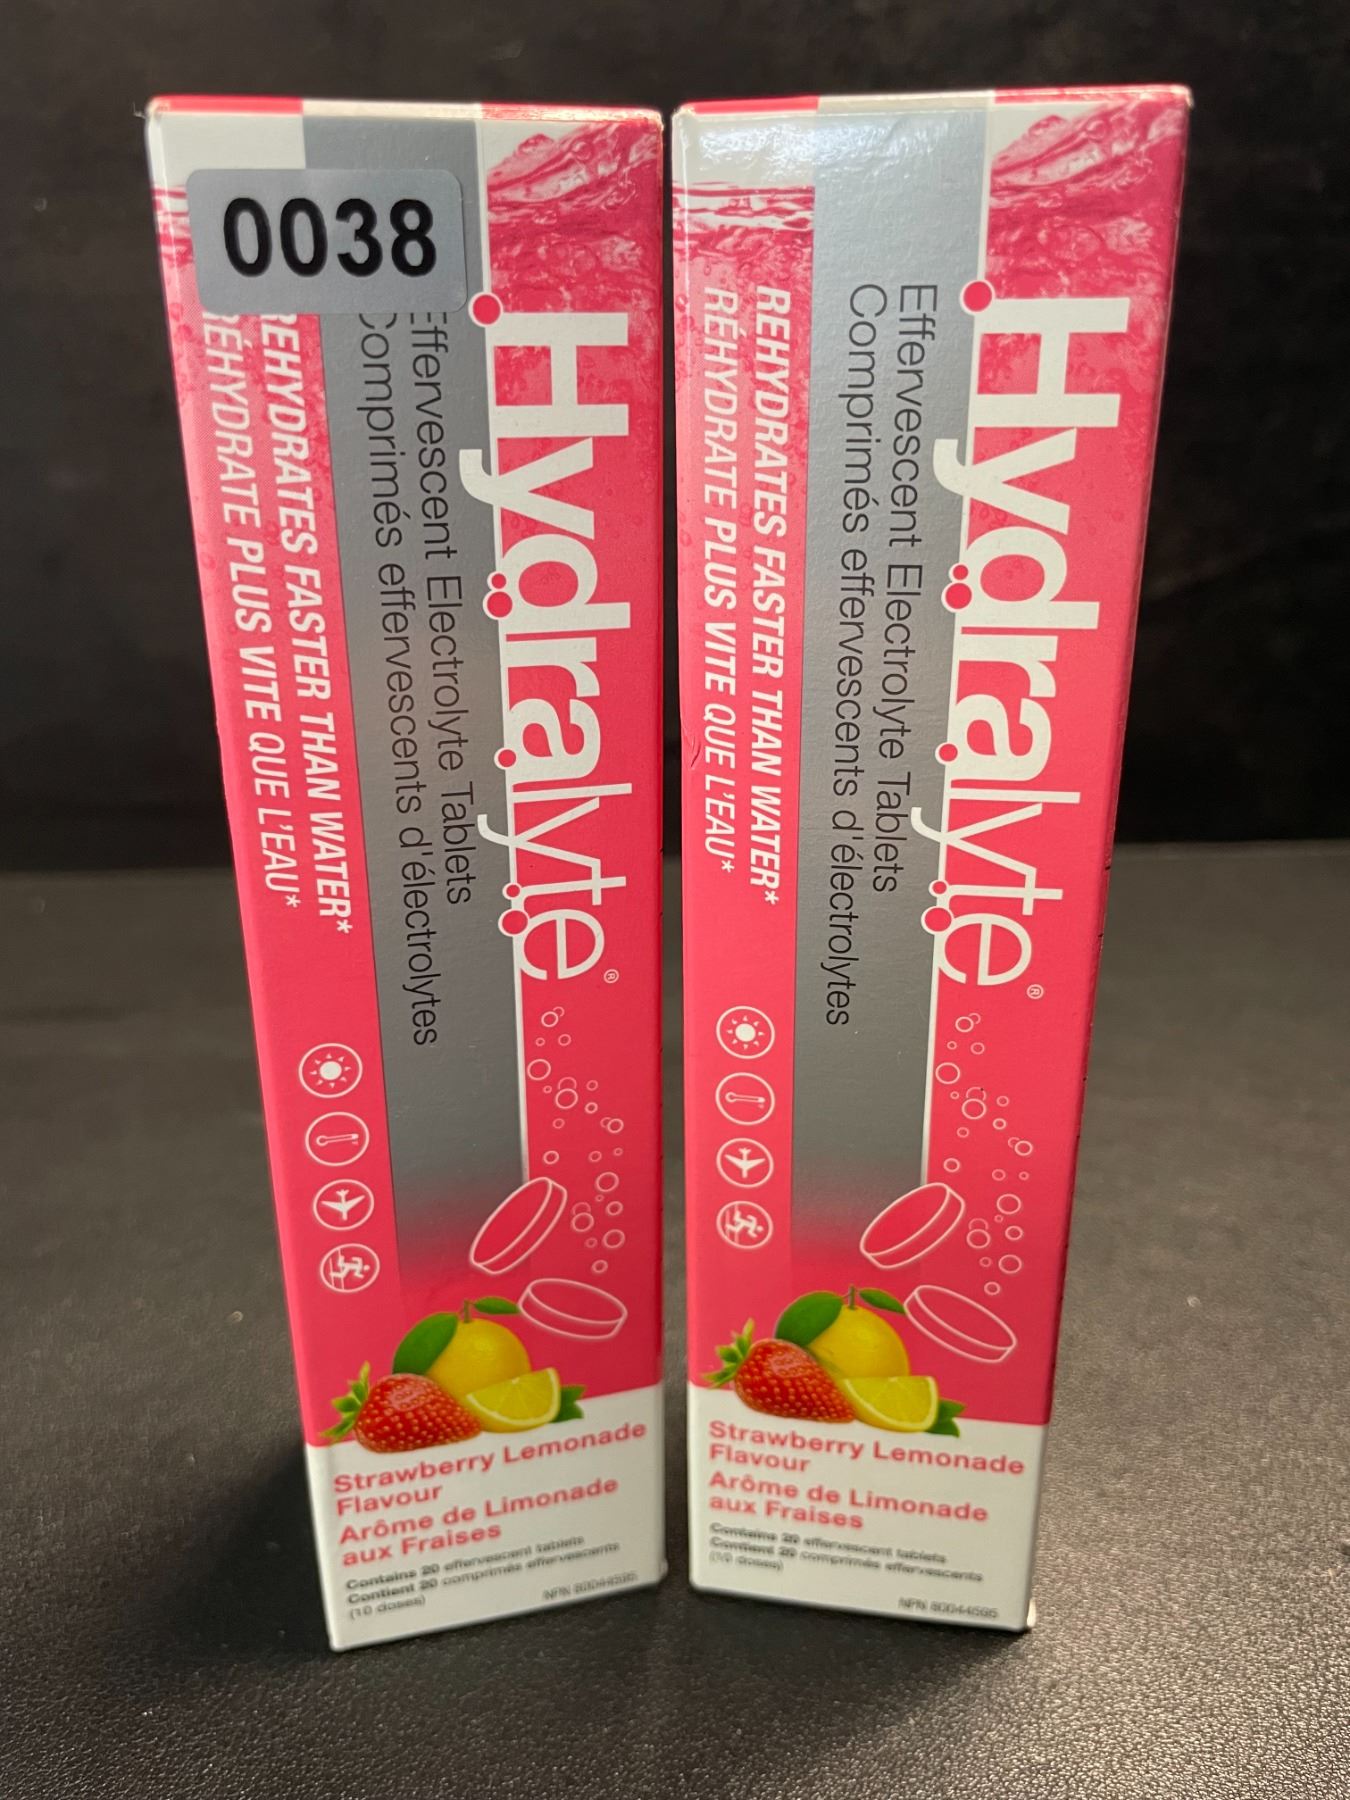 0038
Hydralyte®
Effervescent Electrolyte Tablets
Comprimés effervescents d'électrolytes
REHYDRATES FASTER THAN WATER*
RÉHYDRATE PLUS VITE QUE L'EAU*
Strawberry Lemonade
Flavour
Arôme de Limonade
aux Fraises
Contains 20 effervescent tablets
Contient 20 comprimés effervescents
(10 doses)
Hydralyte®
Effervescent Electrolyte Tablets
Comprimés effervescents d'électrolytes
REHYDRATES FASTER THAN WATER*
RÉHYDRATE PLUS VITE QUE L'EAU*
Strawberry Lemonade
Flavour
Arôme de Limonade
aux Fraises
Contains 20 effervescent tablets
Contient 20 comprimés effervescents
(10 doses)
NPN 80044595